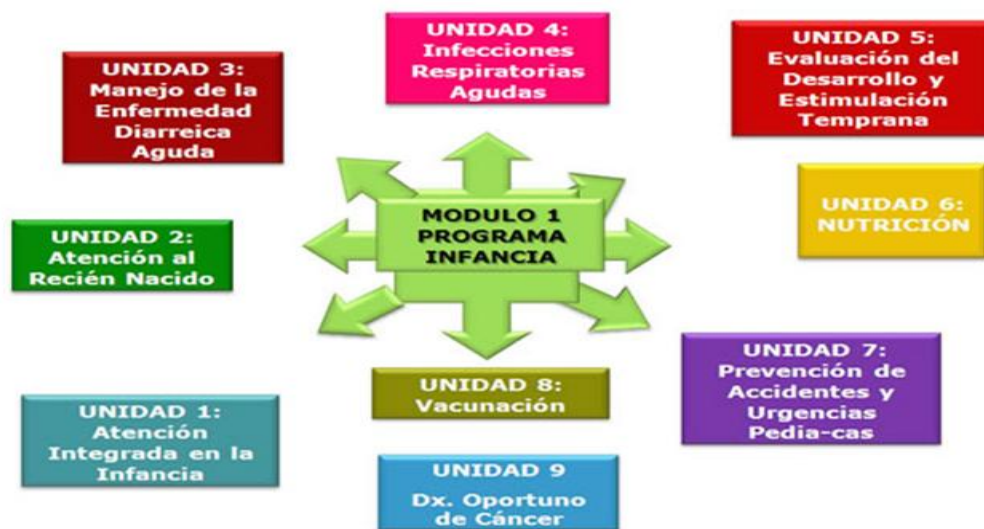 UNIDAD 4:
Infecciones
Respiratorias
Agudas
UNIDAD 5:
Evaluación del
Desarrollo y
Estimulación
Temprana
UNIDAD 3:
Manejo de la
Enfermedad
Diarreica
Aguda
MODULO 1
PROGRAMA
INFANCIA
UNIDAD 6:
NUTRICIÓN
UNIDAD 2:
Atención al
Recién Nacido
UNIDAD 7:
Prevención de
Accidentes y
Urgencias
Pedia-cas
UNIDAD 8:
Vacunación
UNIDAD 1:
Atención
Integrada en la
Infancia
UNIDAD 9
Dx. Oportuno
de Cáncer